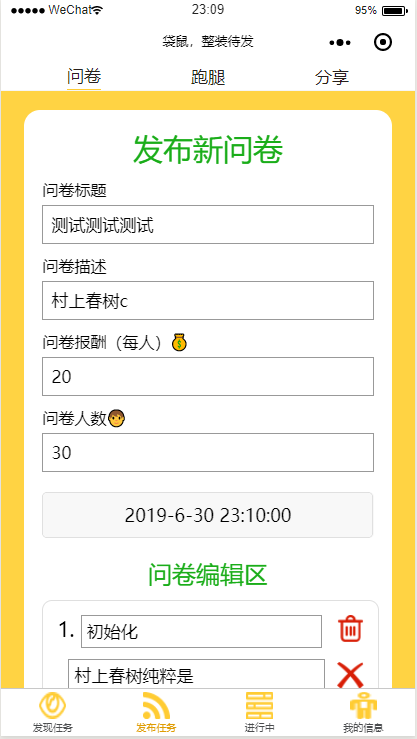 WeChat 23:09 95%
袋鼠，整装待发
问卷 跑腿 分享
发布新问卷
问卷标题
测试测试测试
问卷描述
村上春树c
问卷报酬（每人）💰
20
问卷人数🧒
30
2019-6-30 23:10:00
问卷编辑区
1. 初始化
村上春树纯粹是
发现任务 发布任务 进行中 我的信息